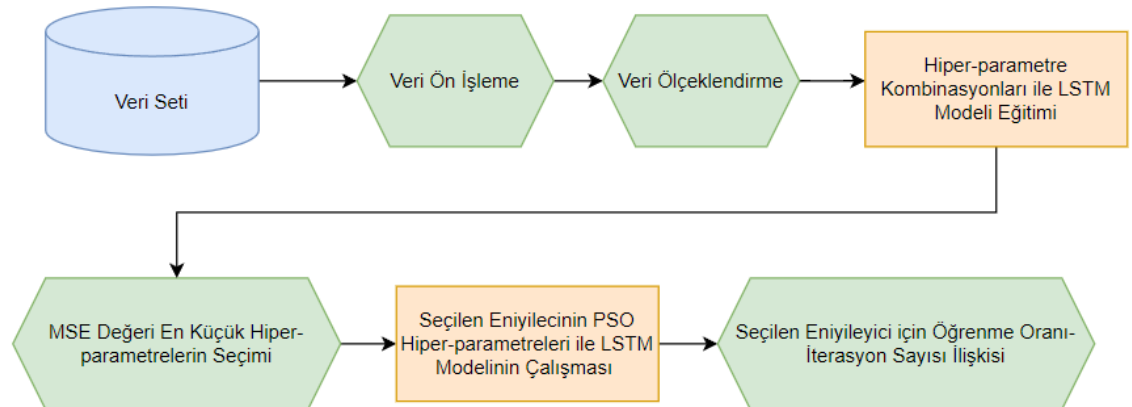 Veri Seti
Veri Ön İşleme
Veri Ölçeklendirme
Hiper-parametre
Kombinasyonları ile LSTM
Modeli Eğitimi
MSE Değeri En Küçük Hiper-
parametrelerin Seçimi
Seçilen Eniyilecinin PSO
Hiper-parametreleri ile LSTM
Modelinin Çalışması
Seçilen Eniyileyici için Öğrenme Oranı-
İterasyon Sayısı İlişkisi